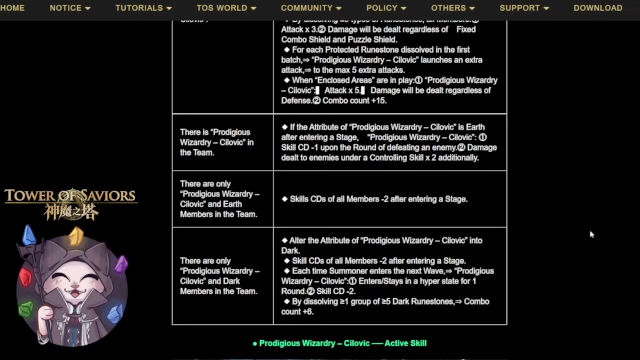 HOME NOTICE TUTORIALS TOS WORLD COMMUNITY POLICY OTHERS SUPPORT DOWNLOAD
Attack x 3.② Damage will be dealt regardless of Fixed
Combo Shield and Puzzle Shield.
◆ For each Protected Runestone dissolved in the first
batch,⇒ “Prodigious Wizardry – Cilovic” launches an extra
attack,⇒ to the max 5 extra attacks.
◆ When “Enclosed Areas” are in play:① “Prodigious Wizardry
– Cilovic”:▌ Attack x 5.▌ Damage will be dealt regardless of
Defense.② Combo count +15.
There is “Prodigious
Wizardry – Cilovic” in
the Team.
◆ If the Attribute of “Prodigious Wizardry – Cilovic” is Earth
after entering a Stage, “Prodigious Wizardry – Cilovic”: ①
Skill CD -1 upon the Round of defeating an enemy.② Damage
dealt to enemies under a Controlling Skill x 2 additionally.
There are only
“Prodigious Wizardry –
Cilovic” and Earth
Members in the Team.
◆ Skills CDs of all Members -2 after entering a Stage.
There are only
“Prodigious Wizardry –
Cilovic” and Dark
Members in the Team.
◆ Alter the Attribute of “Prodigious Wizardry – Cilovic” into
Dark.
◆ Skill CDs of all Members -2 after entering a Stage.
◆ Each time Summoner enters the next Wave,⇒ “Prodigious
Wizardry – Cilovic”:① Enters/Stays in a hyper state for 1
Round.② Skill CD -2.
◆ By dissolving ≥1 group of ≥5 Dark Runestones,⇒ Combo
count +6.
● Prodigious Wizardry – Cilovic ── Active Skill
TOWER OF SAVIORS
神魔之塔